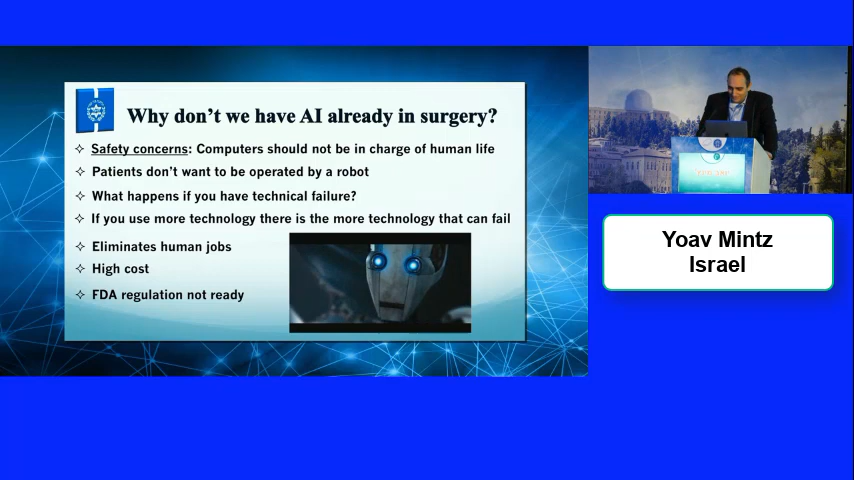 Why don't we have AI already in surgery?
✧ Safety concerns: Computers should not be in charge of human life
✧ Patients don't want to be operated by a robot
✧ What happens if you have technical failure?
✧ If you use more technology there is the more technology that can fail
✧ Eliminates human jobs
✧ High cost
✧ FDA regulation not ready
Yoav Mintz
Israel